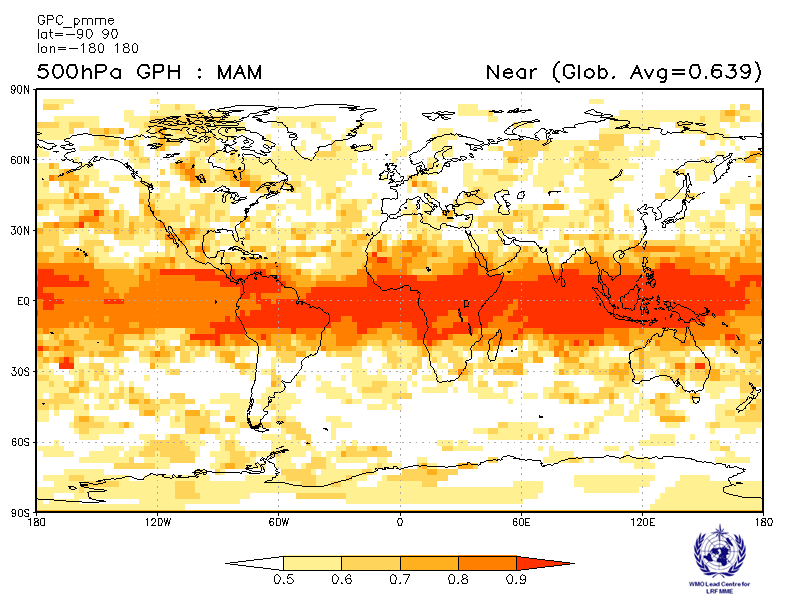 GPC_pmme
lat=-90 90
lon=-180 180
500hPa GPH : MAM Near (Glob. Avg=0.639)
90N
60N
30N
EQ
30S
60S
90S
180 120W 60W 0 60E 120E 180
0.5 0.6 0.7 0.8 0.9
WMO Lead Centre for
LRF MME